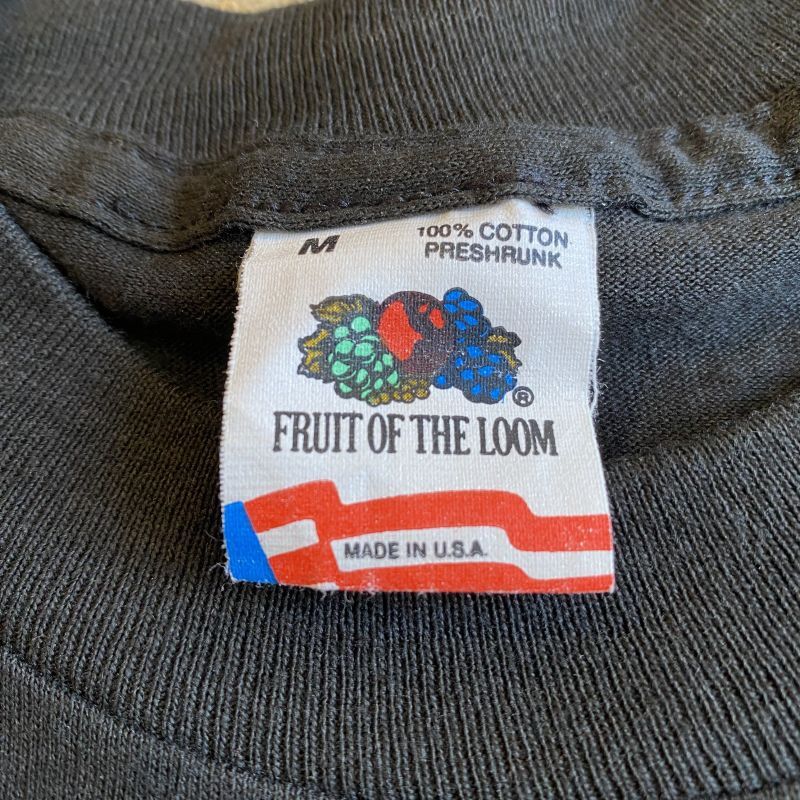 M
100% COTTON
PRESHRUNK
®
FRUIT OF THE LOOM
MADE IN U.S.A.